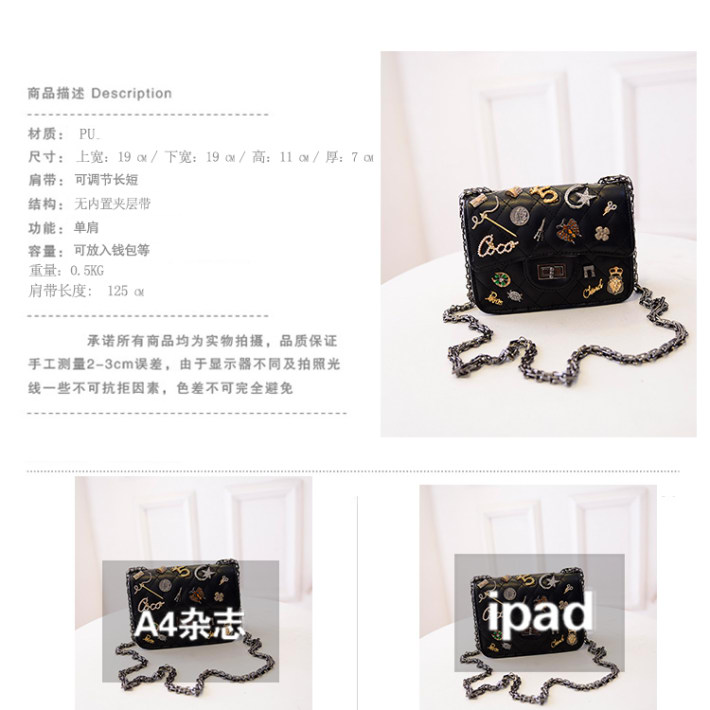 商品描述 Description
材质： PU
尺寸： 上宽：19 CM / 下宽：19 CM / 高：11 CM / 厚：7 CM
肩带： 可调节长短
结构： 无内置夹层带
功能： 单肩
容量： 可放入钱包等
重量：0.5KG
肩带长度： 125 CM
承诺所有商品均为实物拍摄，品质保证
手工测量2-3cm误差，由于显示器不同及拍照光
线一些不可抗拒因素，色差不可完全避免
5
Coco
A4杂志
ipad